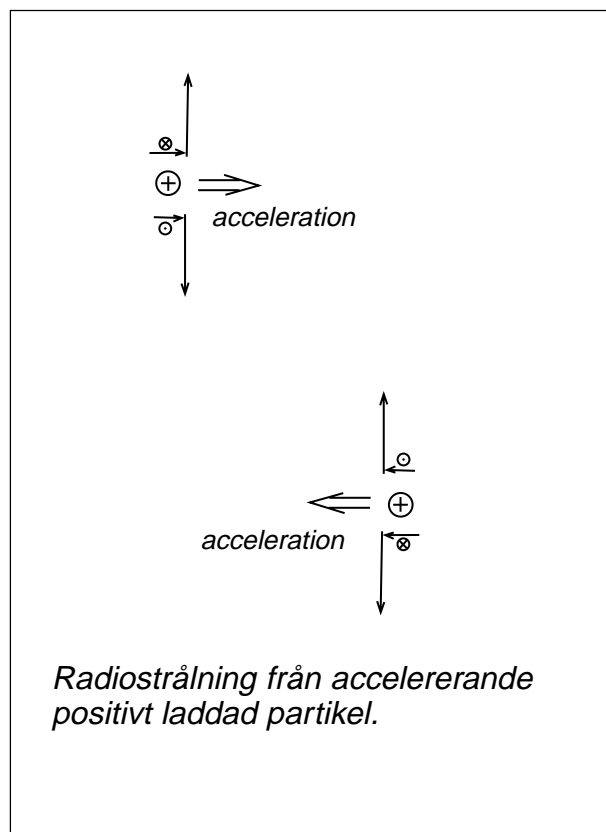 acceleration
acceleration
Radiostrålning från accelererande
positivt laddad partikel.